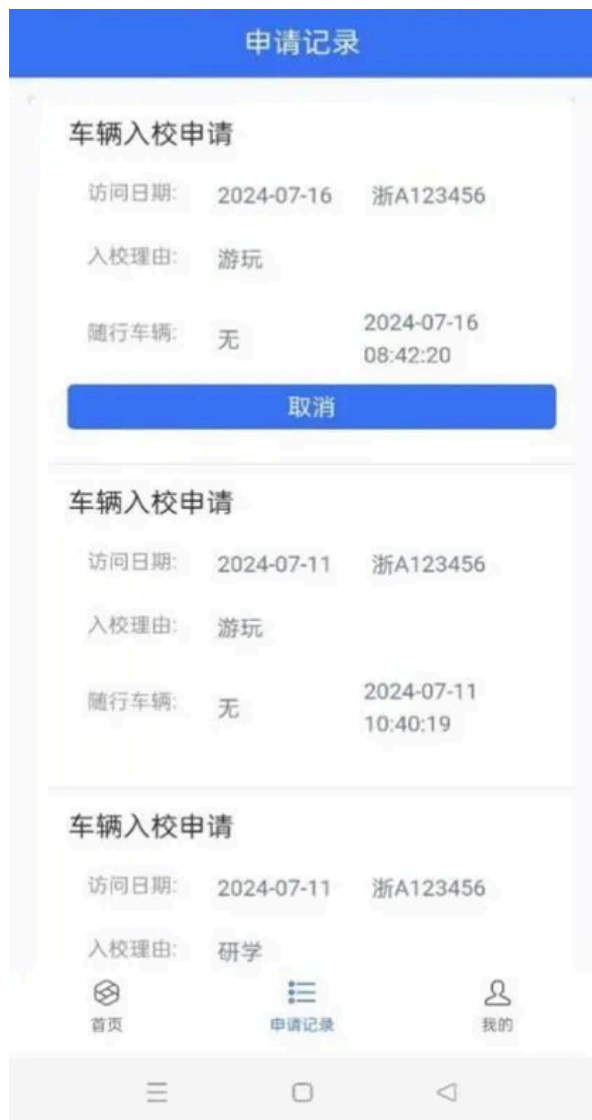 申请记录
车辆入校申请
访问日期: 2024-07-16 浙A123456
入校理由: 游玩
随行车辆: 无 2024-07-16 08:42:20
取消
车辆入校申请
访问日期: 2024-07-11 浙A123456
入校理由: 游玩
随行车辆: 无 2024-07-11 10:40:19
车辆入校申请
访问日期: 2024-07-11 浙A123456
入校理由: 研学
首页 申请记录 我的